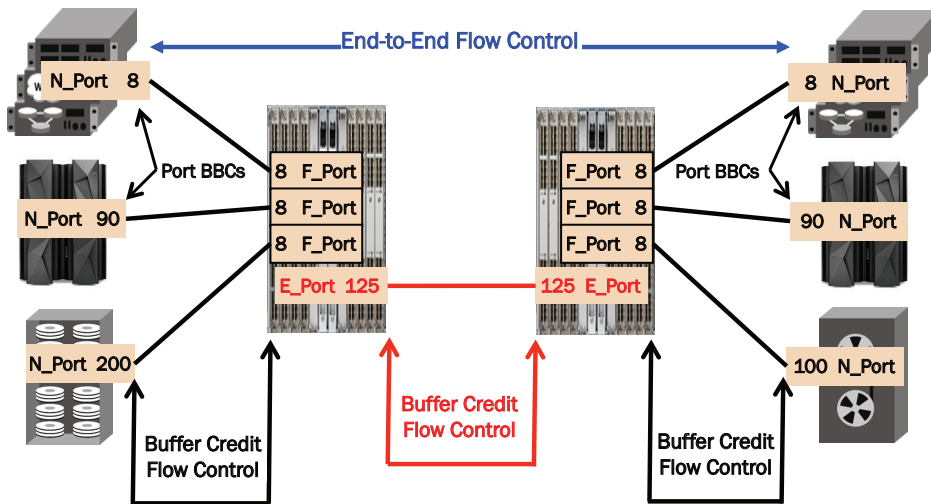 End-to-End Flow Control
N_Port 8
8 N_Port
Port BBCs
Port BBCs
8 F_Port
F_Port 8
N_Port 90
8 F_Port
F_Port 8
90 N_Port
8 F_Port
F_Port 8
E_Port 125
125 E_Port
N_Port 200
100 N_Port
Buffer Credit
Flow Control
Buffer Credit
Flow Control
Buffer Credit
Flow Control